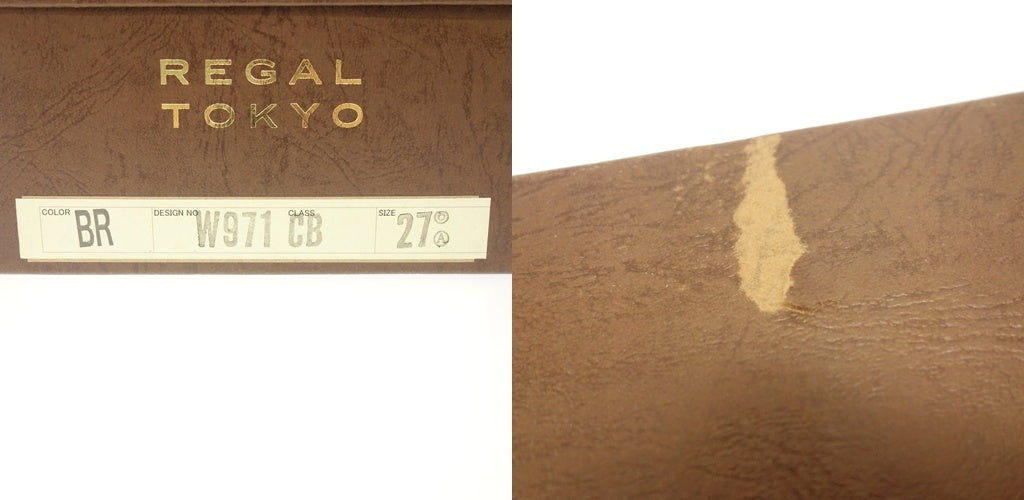 REGAL
TOKYO
COLOR BR DESIGN NO W971 CLASS CB SIZE 27 D A